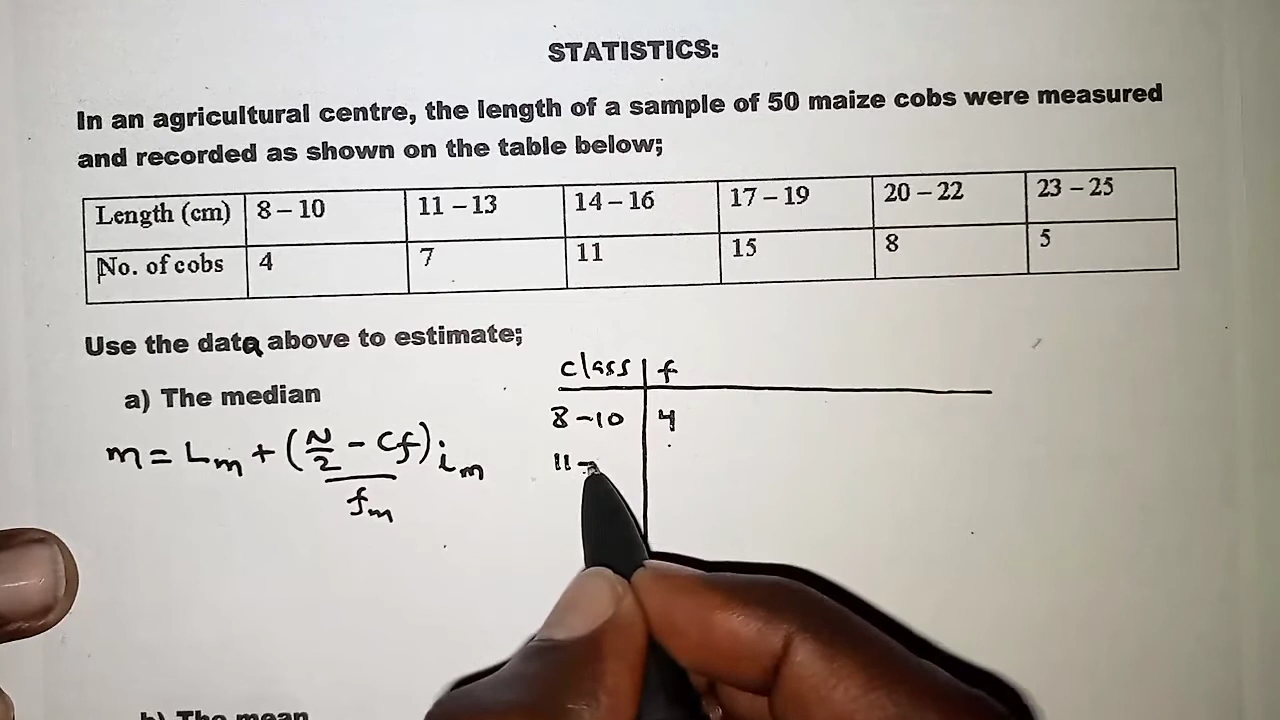 STATISTICS:
In an agricultural centre, the length of a sample of 50 maize cobs were measured
and recorded as shown on the table below;
Length (cm) 8 – 10 11 – 13 14 – 16 17 – 19 20 – 22 23 – 25
No. of cobs 4 7 11 15 8 5
Use the data above to estimate;
a) The median
m = Lm + (N/2 - Cf) im
fm
class f
8 - 10 4
11 -
b) The mean